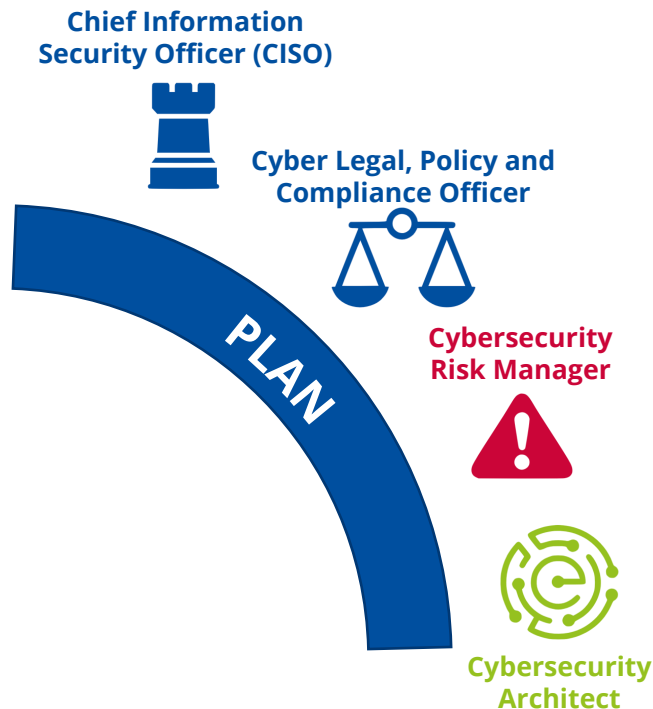 Chief Information
Security Officer (CISO)
Cyber Legal, Policy and
Compliance Officer
PLAN
Cybersecurity
Risk Manager
Cybersecurity
Architect